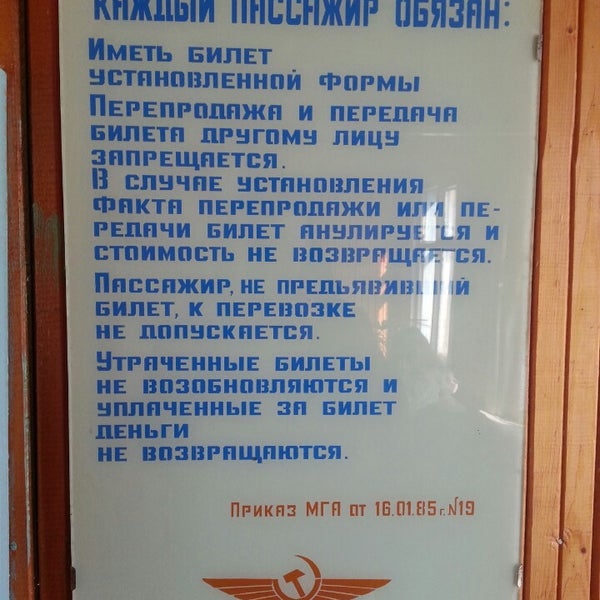 КАЖДЫЙ ПАССАЖИР ОБЯЗАН:
ИМЕТЬ БИЛЕТ
УСТАНОВЛЕННОЙ ФОРМЫ
ПЕРЕПРОДАЖА И ПЕРЕДАЧА
БИЛЕТА ДРУГОМУ ЛИЦУ
ЗАПРЕЩАЕТСЯ.
В СЛУЧАЕ УСТАНОВЛЕНИЯ
ФАКТА ПЕРЕПРОДАЖИ ИЛИ ПЕ-
РЕДАЧИ БИЛЕТ АНУЛИРУЕТСЯ И
СТОИМОСТЬ НЕ ВОЗВРАЩАЕТСЯ.
ПАССАЖИР, НЕ ПРЕДЪЯВИВШИЙ
БИЛЕТ, К ПЕРЕВОЗКЕ
НЕ ДОПУСКАЕТСЯ.
УТРАЧЕННЫЕ БИЛЕТЫ
НЕ ВОЗОБНОВЛЯЮТСЯ И
УПЛАЧЕННЫЕ ЗА БИЛЕТ
ДЕНЬГИ
НЕ ВОЗВРАЩАЮТСЯ.
ПРИКАЗ МГА ОТ 16.01.85г. №19